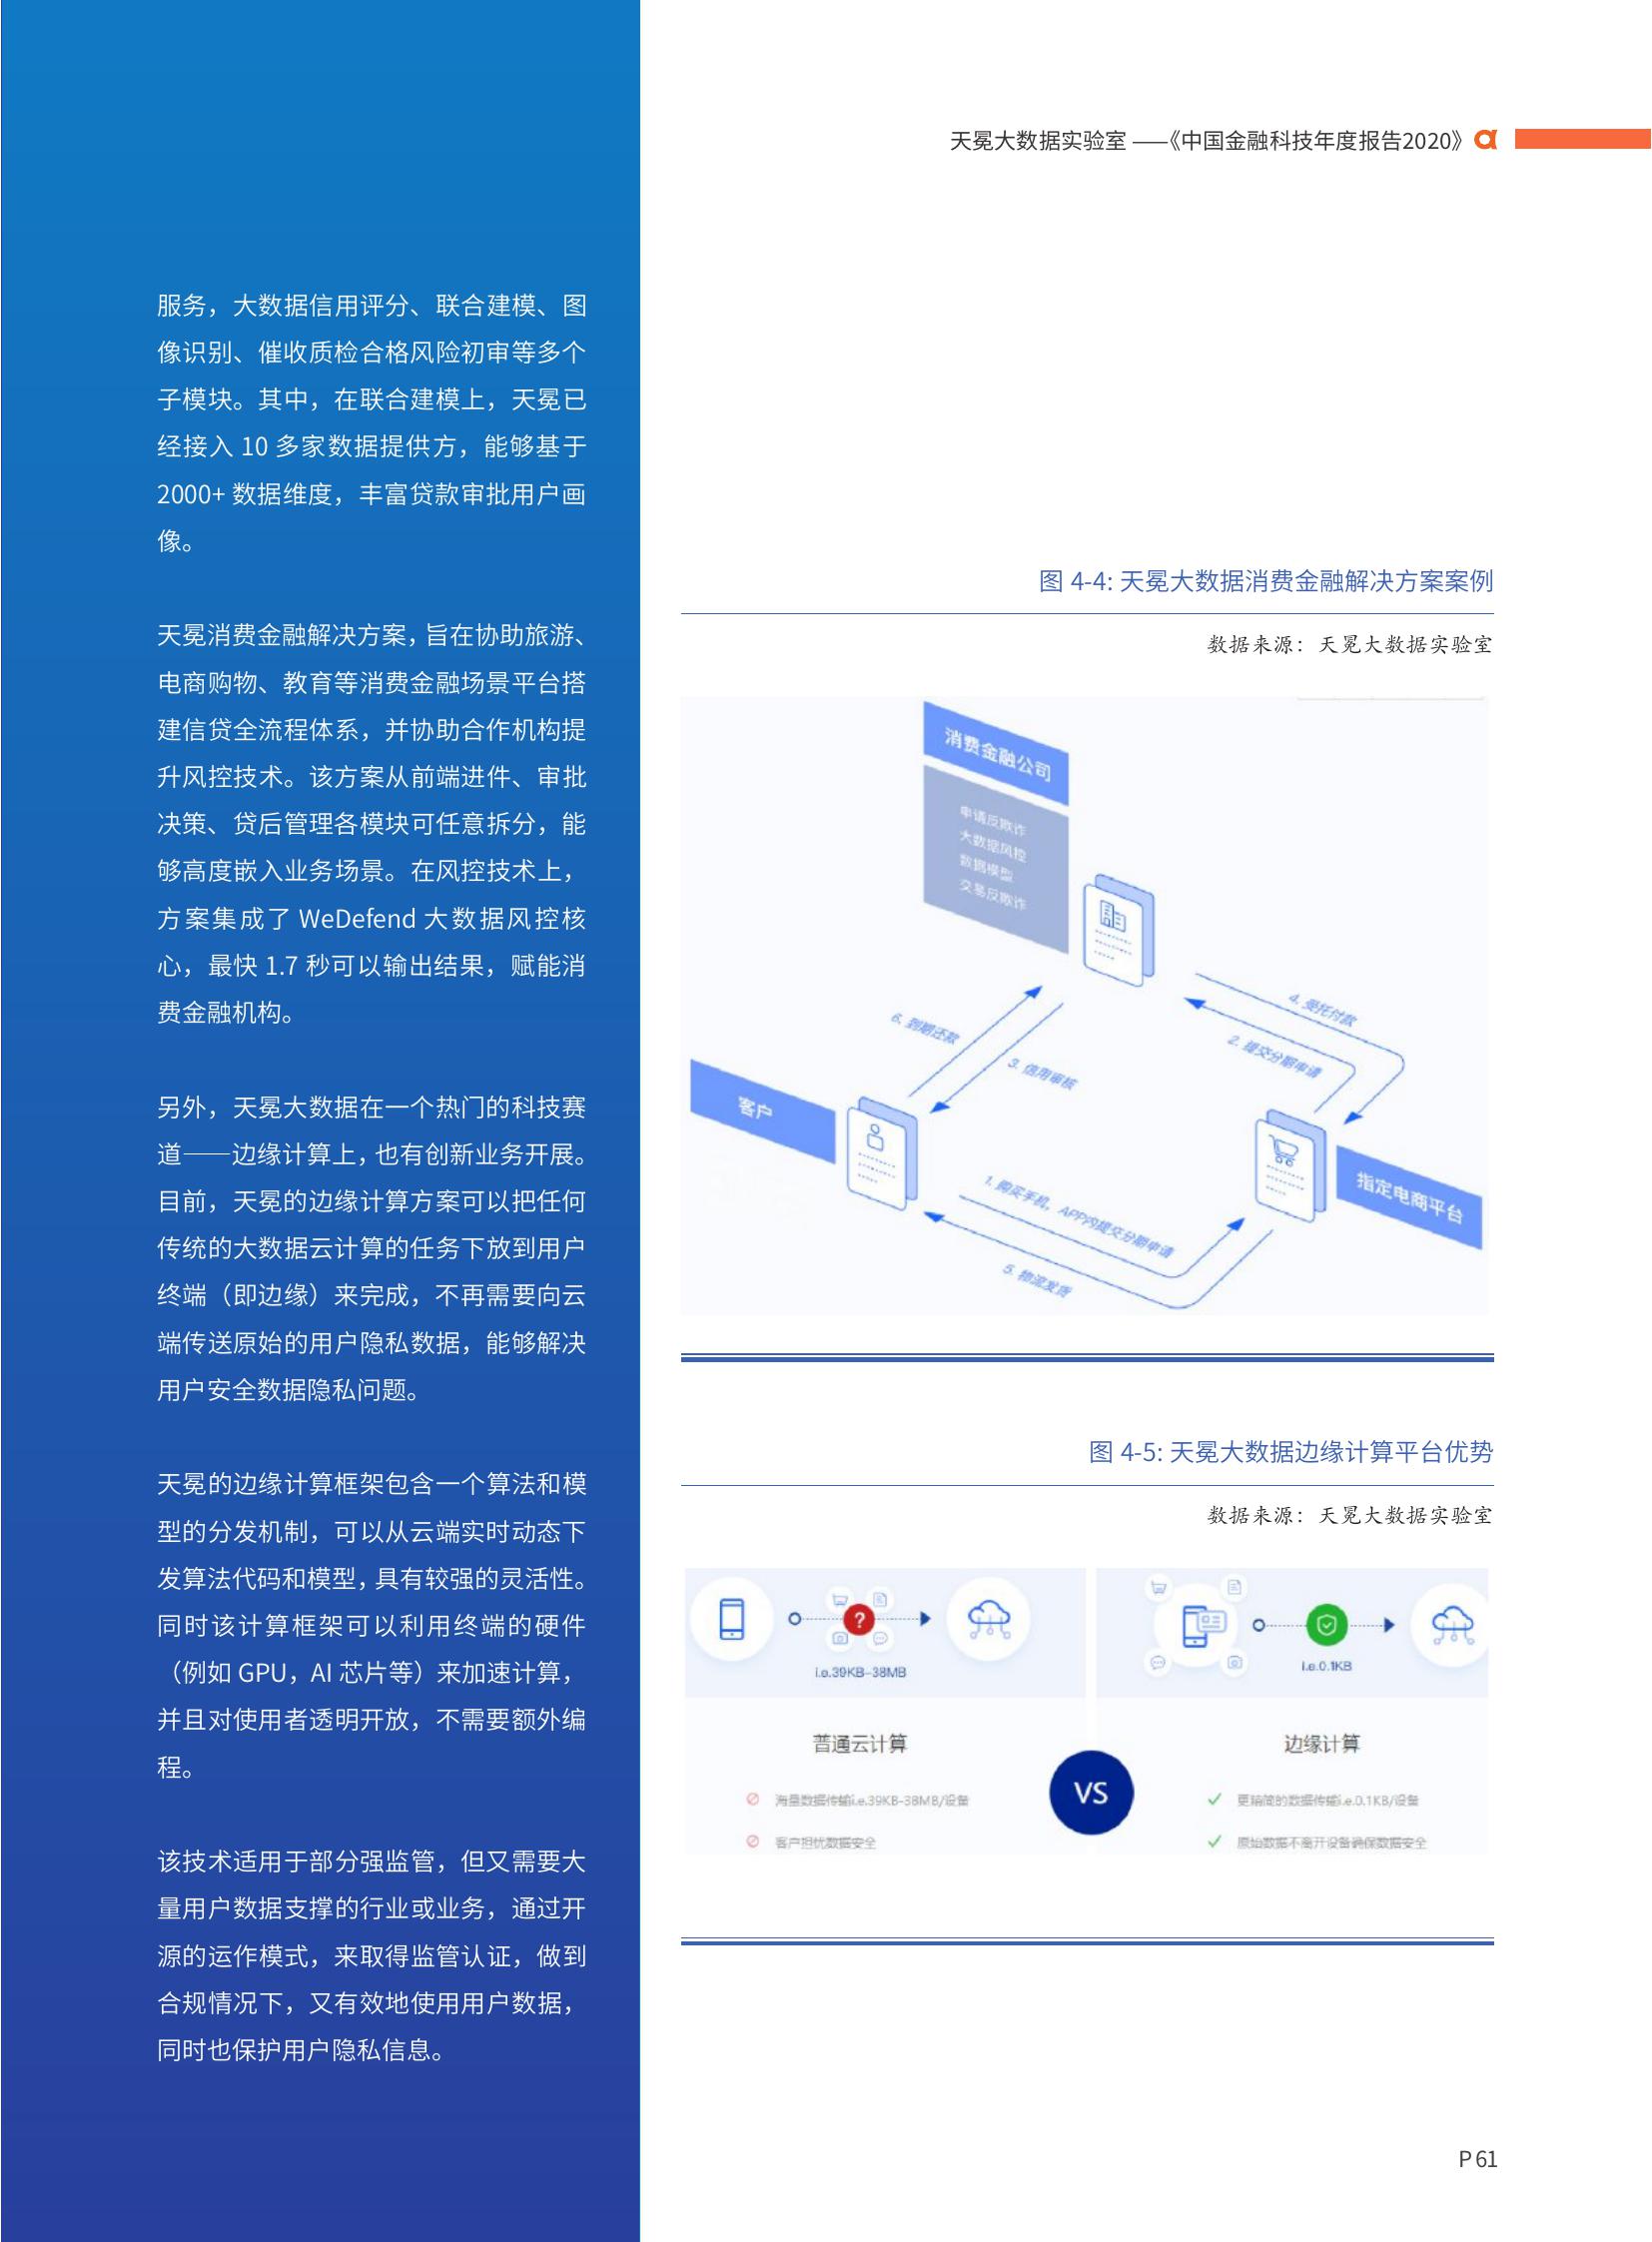 天冕大数据实验室 ——《中国金融科技年度报告2020》
服务，大数据信用评分、联合建模、图
像识别、催收质检合格风险初审等多个
子模块。其中，在联合建模上，天冕已
经接入 10 多家数据提供方，能够基于
2000+ 数据维度，丰富贷款审批用户画
像。
天冕消费金融解决方案，旨在协助旅游、
电商购物、教育等消费金融场景平台搭
建信贷全流程体系，并协助合作机构提
升风控技术。该方案从前端进件、审批
决策、贷后管理各模块可任意拆分，能
够高度嵌入业务场景。在风控技术上，
方案集成了 WeDefend 大数据风控核
心，最快 1.7 秒可以输出结果，赋能消
费金融机构。
另外，天冕大数据在一个热门的科技赛
道——边缘计算上，也有创新业务开展。
目前，天冕的边缘计算方案可以把任何
传统的大数据云计算的任务下放到用户
终端（即边缘）来完成，不再需要向云
端传送原始的用户隐私数据，能够解决
用户安全数据隐私问题。
天冕的边缘计算框架包含一个算法和模
型的分发机制，可以从云端实时动态下
发算法代码和模型，具有较强的灵活性。
同时该计算框架可以利用终端的硬件
（例如 GPU，AI 芯片等）来加速计算，
并且对使用者透明开放，不需要额外编
程。
该技术适用于部分强监管，但又需要大
量用户数据支撑的行业或业务，通过开
源的运作模式，来取得监管认证，做到
合规情况下，又有效地使用用户数据，
同时也保护用户隐私信息。
图 4-4: 天冕大数据消费金融解决方案案例
数据来源：天冕大数据实验室
消费金融公司
申请反欺诈
大数据风控
数据模型
交易反欺诈
4. 受托付款
2. 提交分期申请
6. 到期还款
3. 信用审核
客户
指定电商平台
1. 购买手机，APP内提交分期申请
5. 物流发货
图 4-5: 天冕大数据边缘计算平台优势
数据来源：天冕大数据实验室
?
i.e.39KB-38MB
i.e.0.1KB
普通云计算
边缘计算
VS
海量数据传输i.e.39KB-38MB/设备
更精简的数据传输i.e.0.1KB/设备
客户担忧数据安全
原始数据不离开设备确保数据安全
P 61